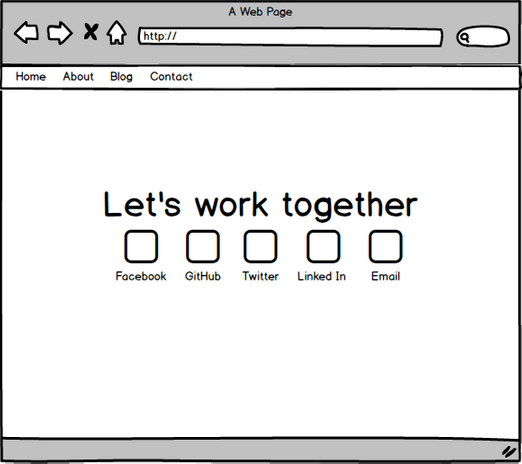 A Web Page
http://
Home About Blog Contact
Let's work together
Facebook GitHub Twitter Linked In Email